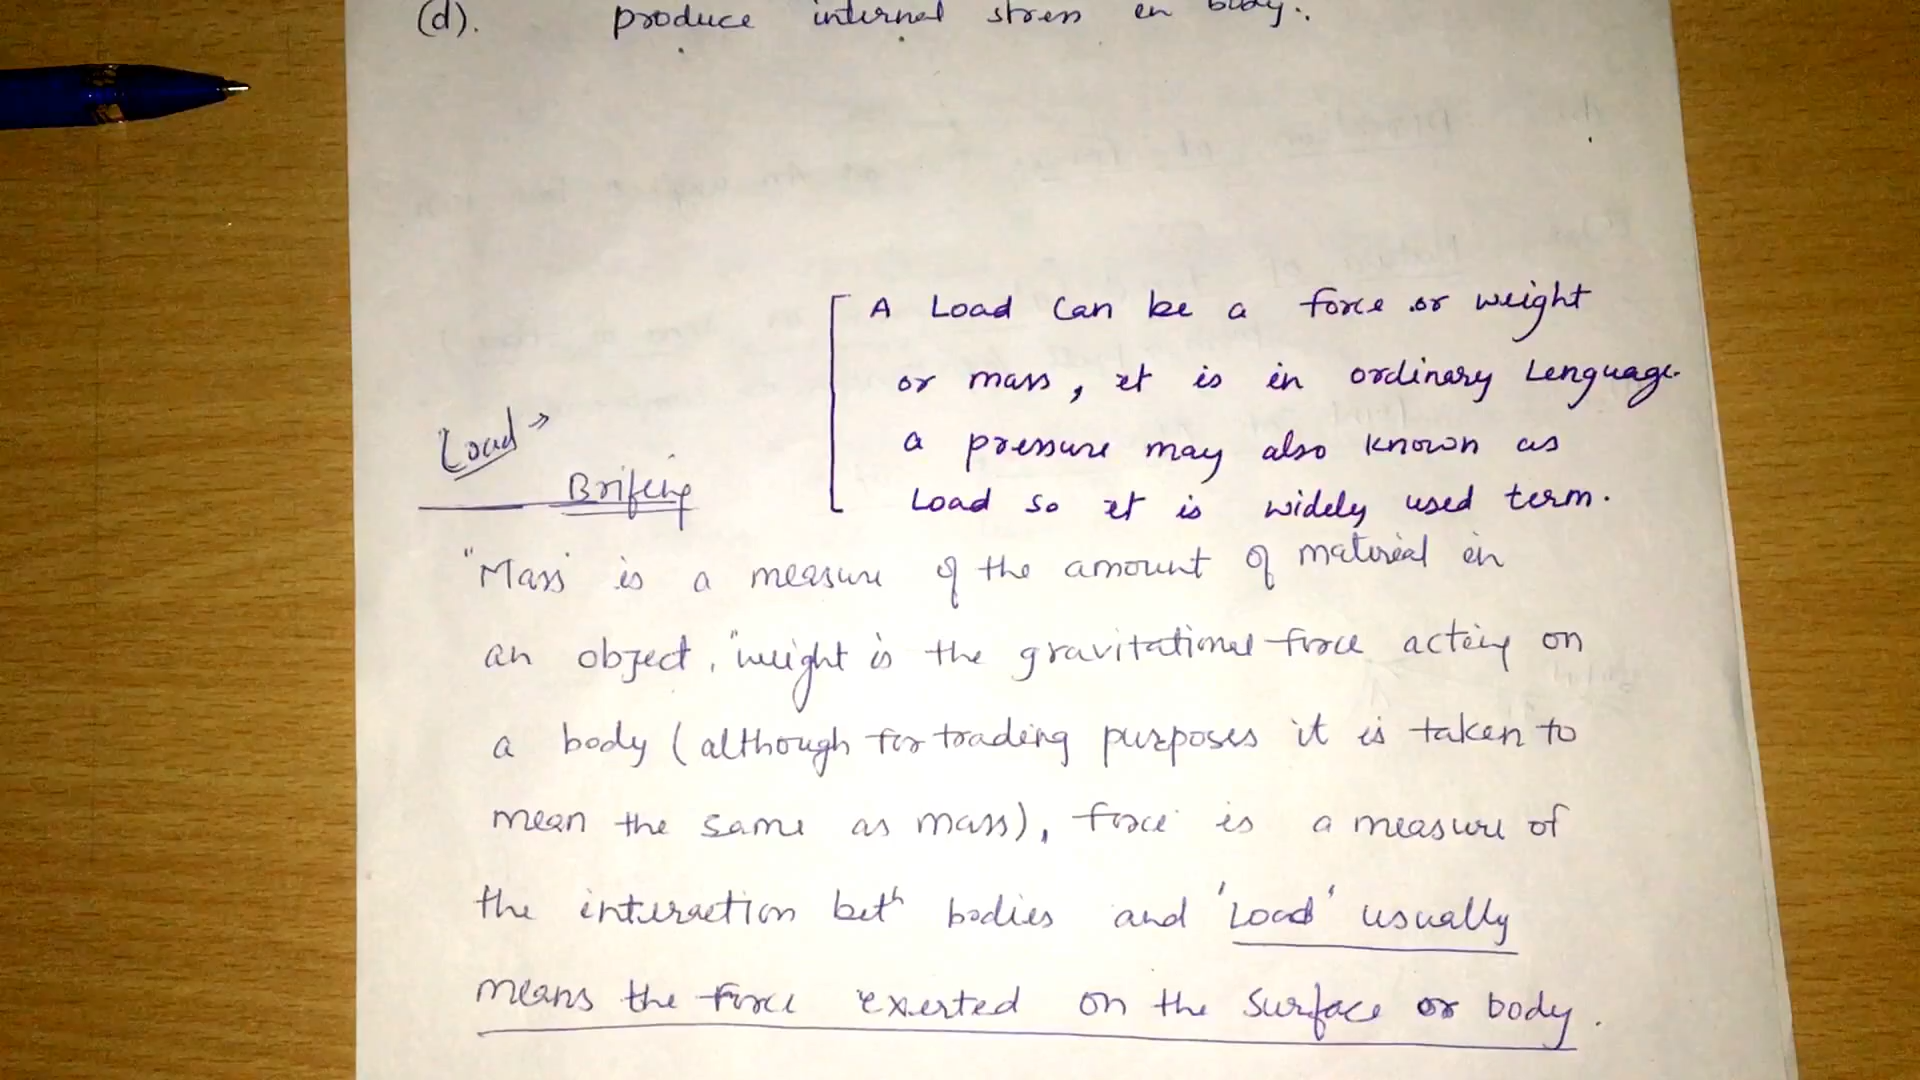 (d). produce internal stress in body.
A Load Can be a force or weight
or mass, it is in ordinary Lenguage.
a pressure may also known as
Load so it is widely used term.
Load →
Brifing
"Mass" is a measure of the amount of material in
an object, "weight is the gravitational force acting on
a body (although for trading purposes it is taken to
mean the same as mass), force is a measure of
the interaction betⁿ bodies and 'Load' usually
means the force exerted on the surface or body.